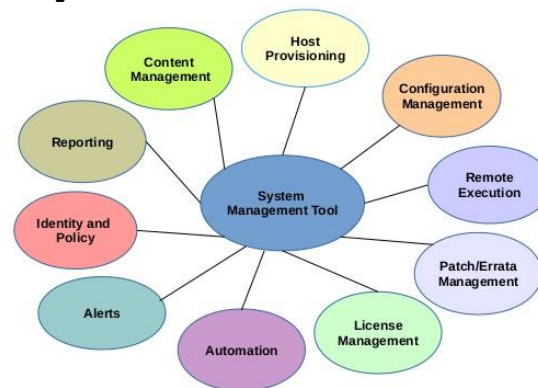 Host
Provisioning
Content
Management
Configuration
Management
Reporting
Remote
Execution
System
Management Tool
Identity and
Policy
Patch/Errata
Management
Alerts
License
Management
Automation